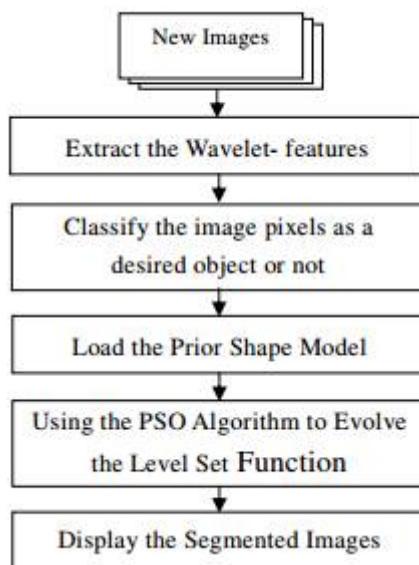 New Images
Extract the Wavelet- features
Classify the image pixels as a
desired object or not
Load the Prior Shape Model
Using the PSO Algorithm to Evolve
the Level Set Function
Display the Segmented Images